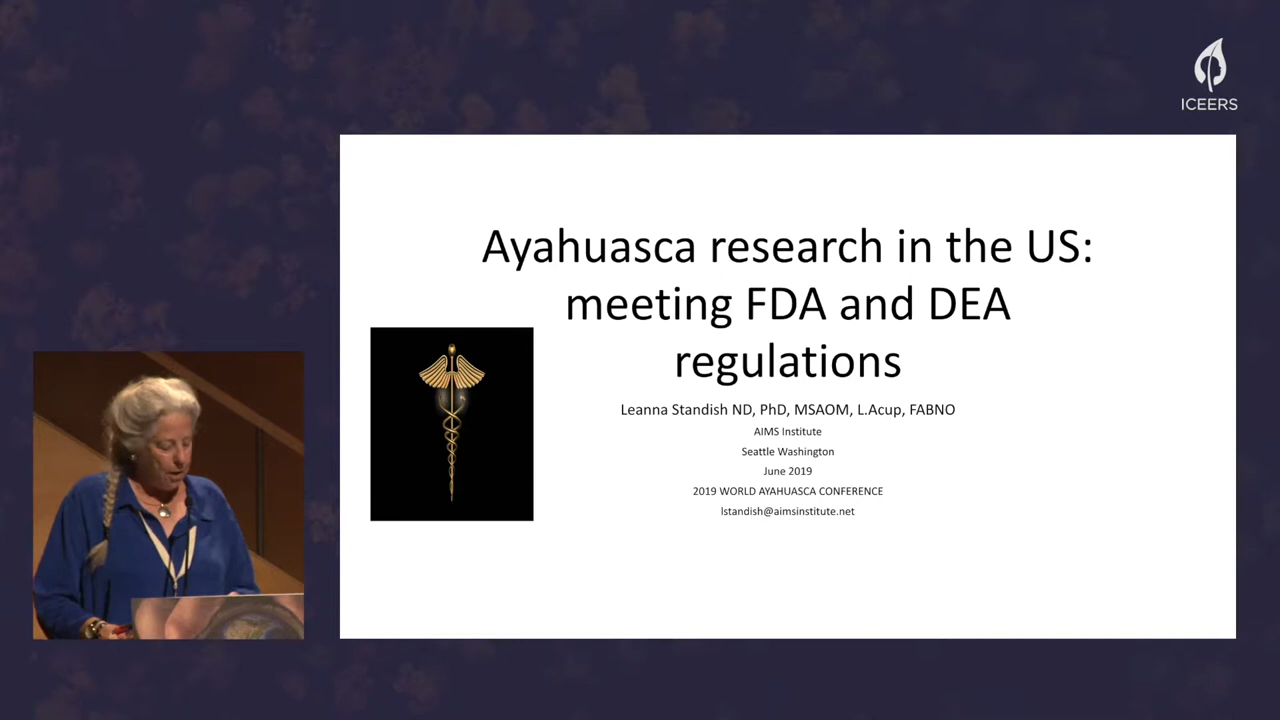 ICEERS
Ayahuasca research in the US:
meeting FDA and DEA
regulations
Leanna Standish ND, PhD, MSAOM, L.Acup, FABNO
AIMS Institute
Seattle Washington
June 2019
2019 WORLD AYAHUASCA CONFERENCE
lstandish@aimsinstitute.net